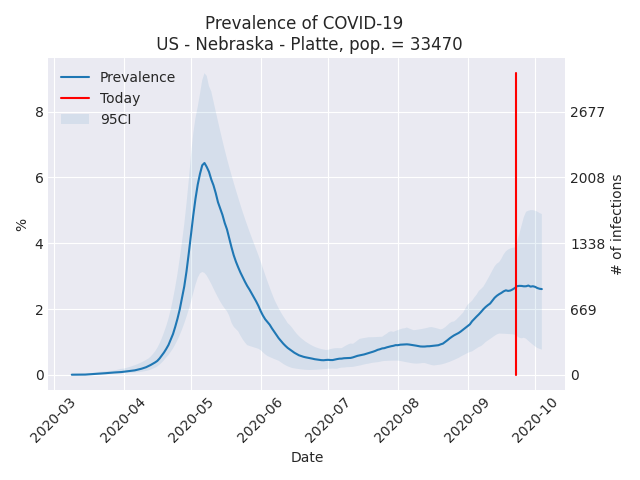 Prevalence of COVID-19
US - Nebraska - Platte, pop. = 33470
Prevalence
Today
95CI
%
8
6
4
2
0
2677
2008
1338
669
0
# of infections
2020-03
2020-04
2020-05
2020-06
2020-07
2020-08
2020-09
2020-10
Date